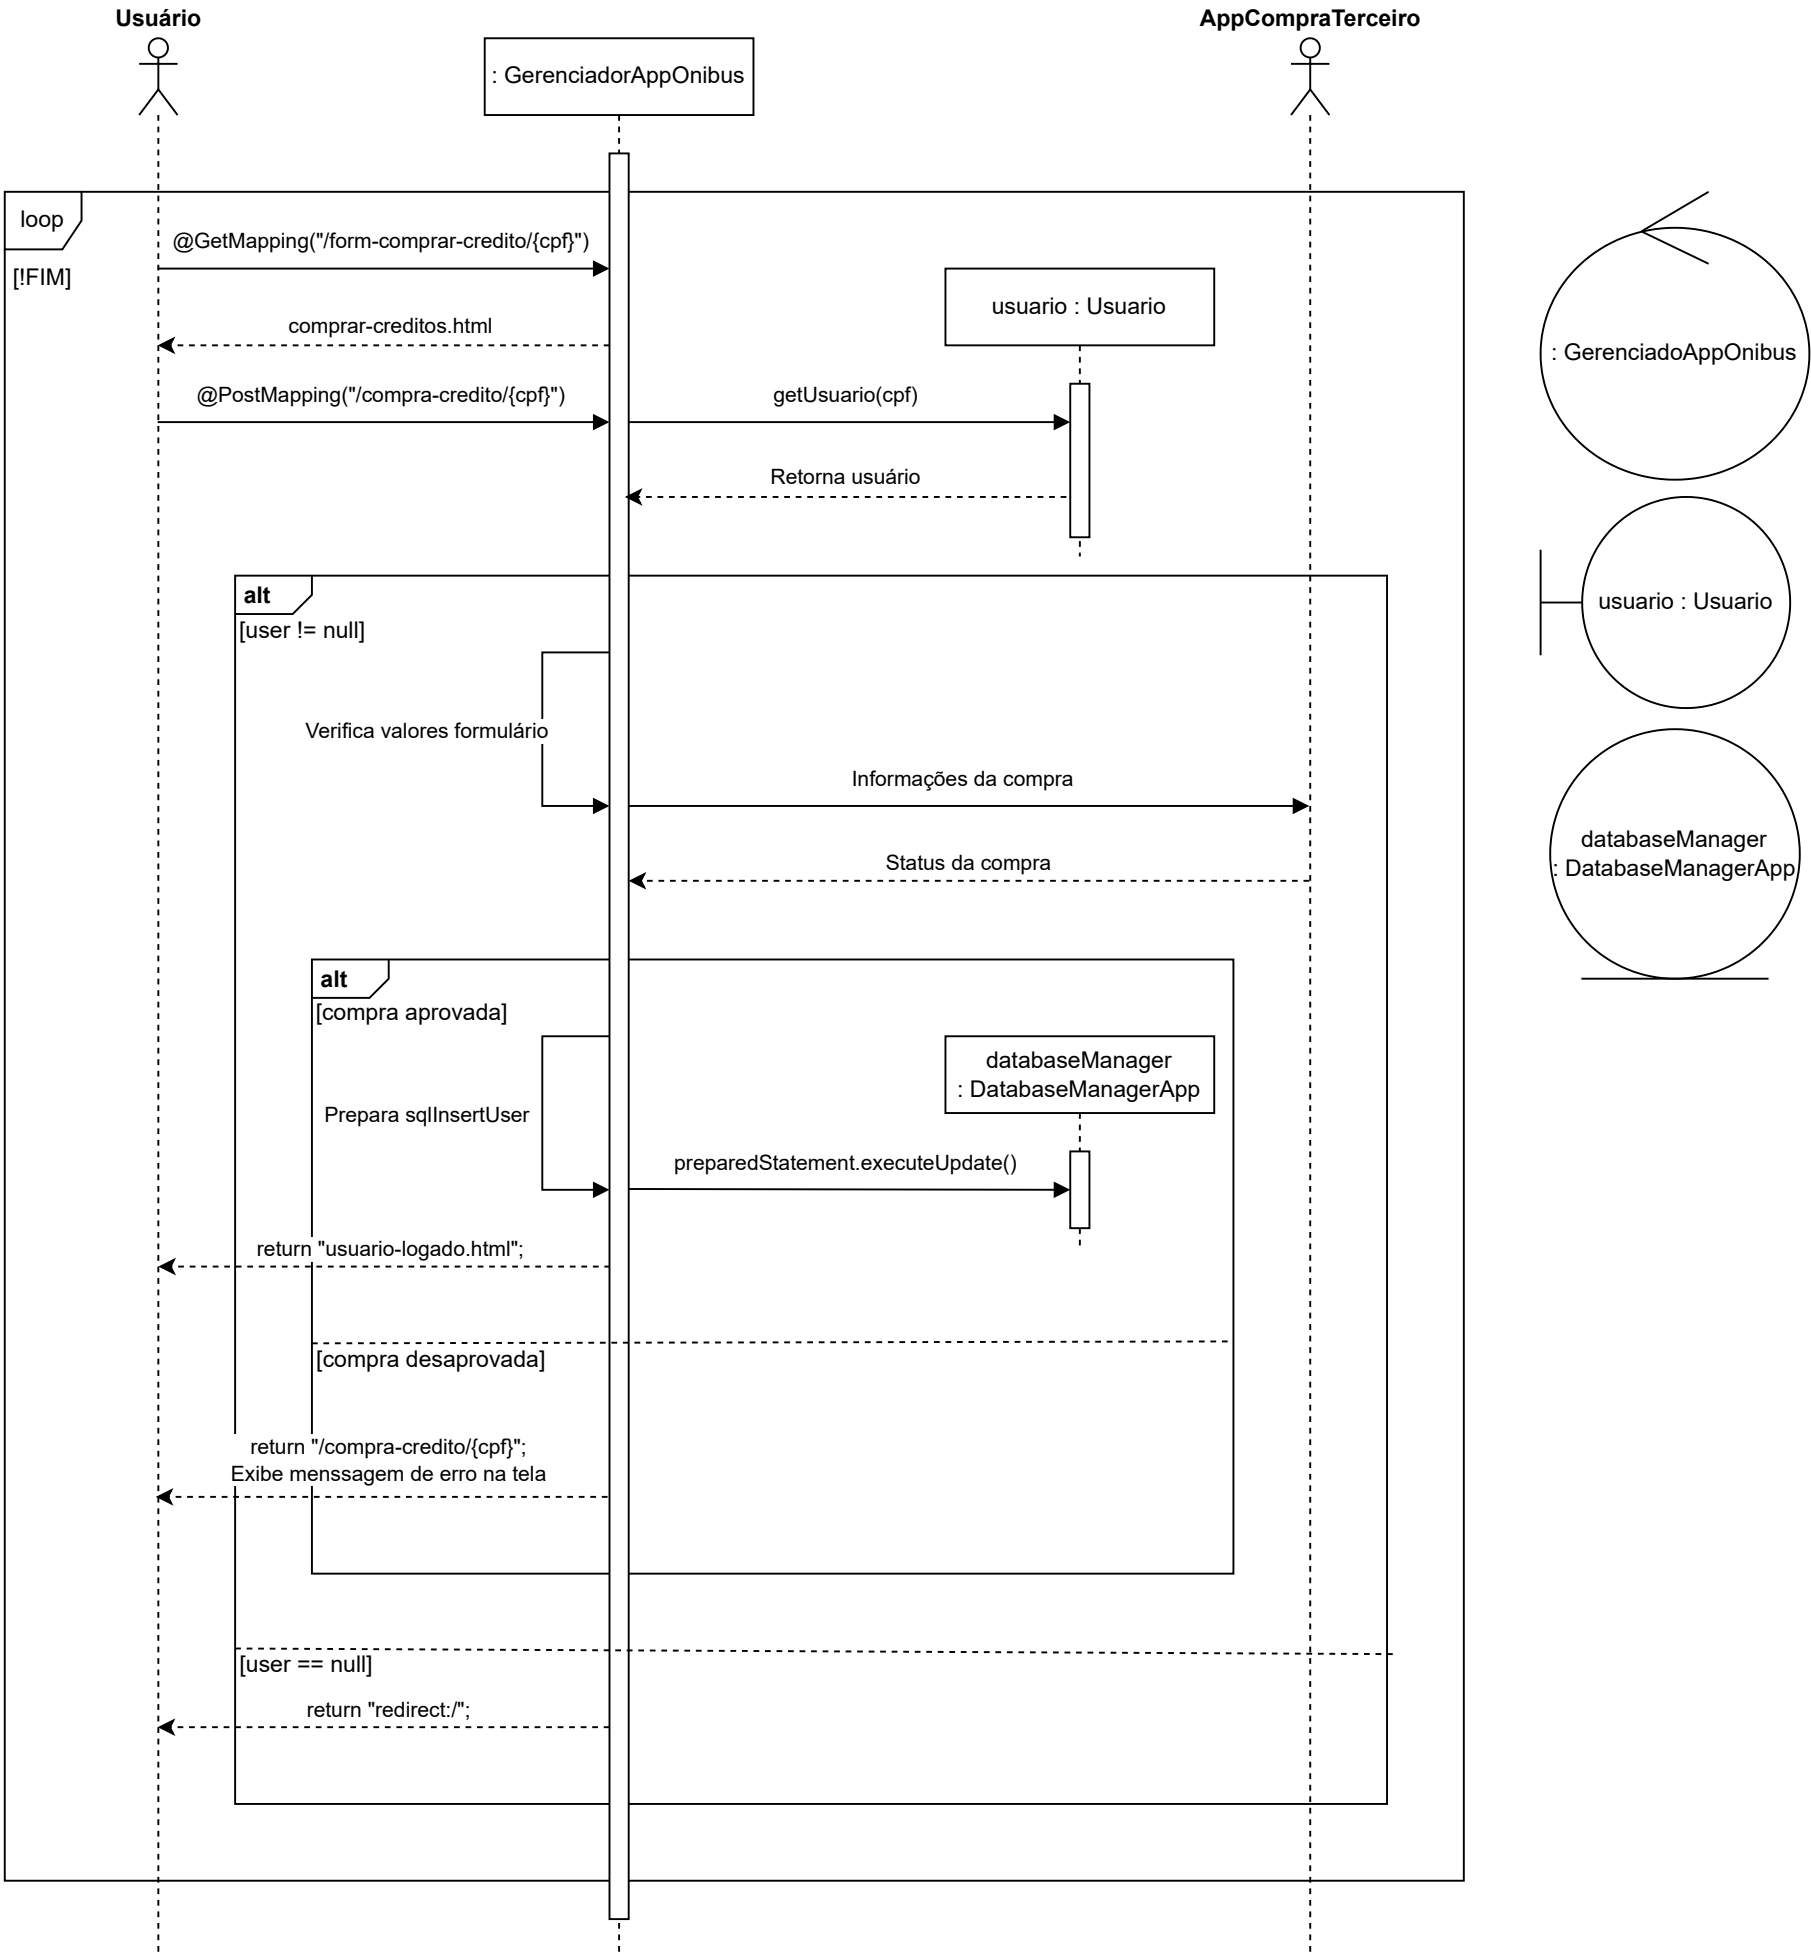 Usuário
AppCompraTerceiro
: GerenciadorAppOnibus
loop
[!FIM]
@GetMapping("/form-comprar-credito/{cpf}")
usuario : Usuario
comprar-creditos.html
: GerenciadoAppOnibus
@PostMapping("/compra-credito/{cpf}")
getUsuario(cpf)
Retorna usuário
alt
[user != null]
usuario : Usuario
Verifica valores formulário
Informações da compra
Status da compra
databaseManager
: DatabaseManagerApp
alt
[compra aprovada]
databaseManager
: DatabaseManagerApp
Prepara sqlInsertUser
preparedStatement.executeUpdate()
return "usuario-logado.html";
[compra desaprovada]
return "/compra-credito/{cpf}";
Exibe menssagem de erro na tela
[user == null]
return "redirect:/";